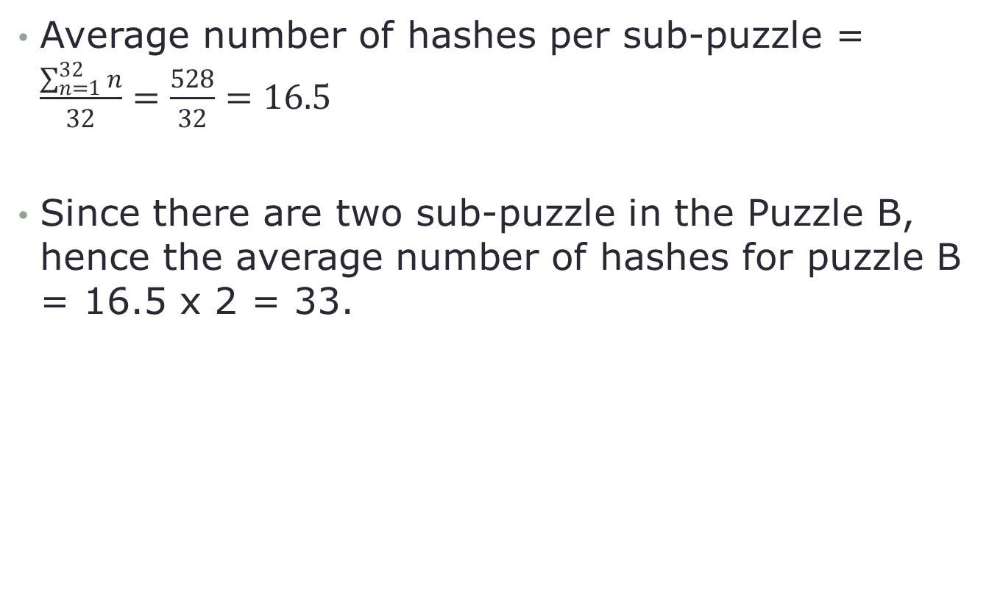 • Average number of hashes per sub-puzzle =
$\frac{\sum_{n=1}^{32} n}{32} = \frac{528}{32} = 16.5$
• Since there are two sub-puzzle in the Puzzle B,
hence the average number of hashes for puzzle B
= 16.5 x 2 = 33.